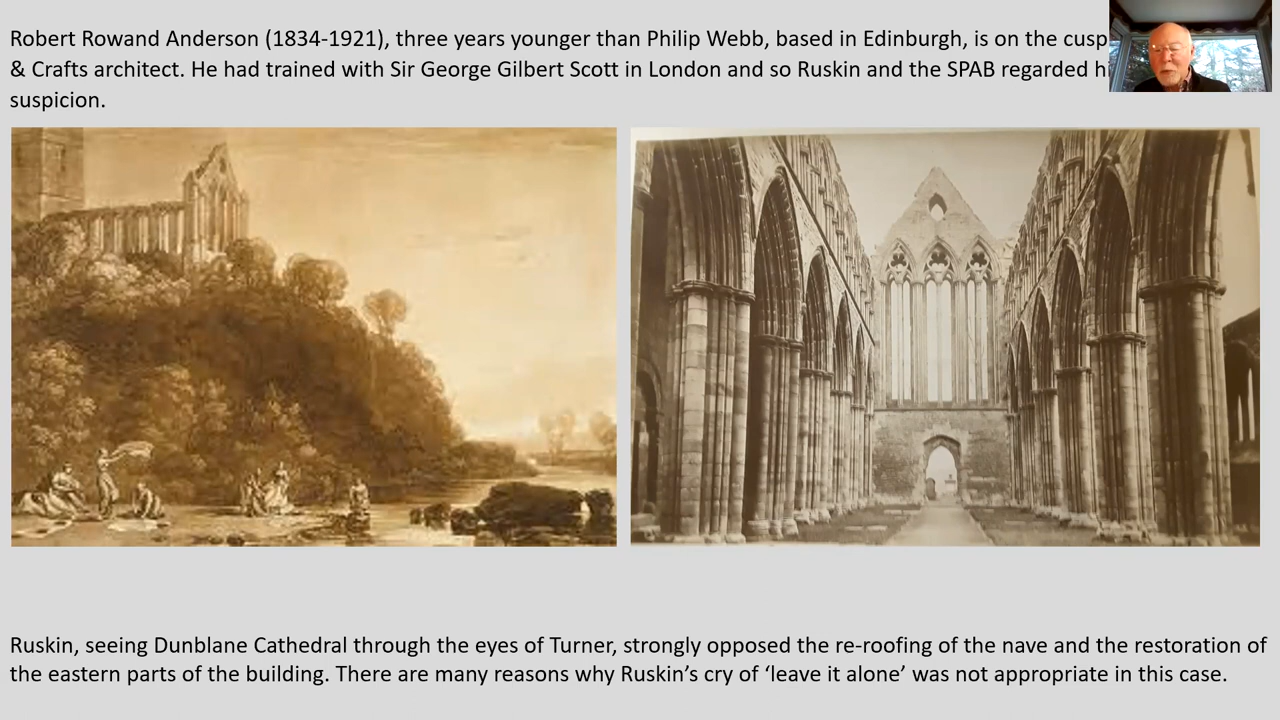 Robert Rowand Anderson (1834-1921), three years younger than Philip Webb, based in Edinburgh, is on the cusp
& Crafts architect. He had trained with Sir George Gilbert Scott in London and so Ruskin and the SPAB regarded
suspicion.
Ruskin, seeing Dunblane Cathedral through the eyes of Turner, strongly opposed the re-roofing of the nave and the restoration of
the eastern parts of the building. There are many reasons why Ruskin’s cry of ‘leave it alone’ was not appropriate in this case.